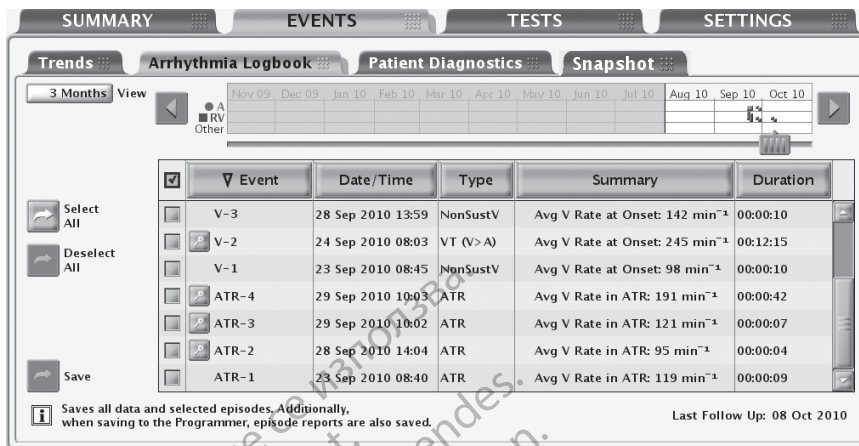 SUMMARY EVENTS TESTS SETTINGS
Trends Arrhythmia Logbook Patient Diagnostics Snapshot
3 Months View
Nov 09 Dec 09 Jan 10 Feb 10 Mar 10 Apr 10 May 10 Jun 10 Jul 10 Aug 10 Sep 10 Oct 10
A
RV
Other
Event Date/Time Type Summary Duration
Select All
Deselect All
V-3 28 Sep 2010 13:59 NonSustV Avg V Rate at Onset: 142 min⁻¹ 00:00:10
V-2 24 Sep 2010 08:03 VT (V>A) Avg V Rate at Onset: 245 min⁻¹ 00:12:15
V-1 23 Sep 2010 08:45 NonSustV Avg V Rate at Onset: 98 min⁻¹ 00:00:10
ATR-4 29 Sep 2010 10:03 ATR Avg V Rate in ATR: 191 min⁻¹ 00:00:42
ATR-3 29 Sep 2010 10:02 ATR Avg V Rate in ATR: 121 min⁻¹ 00:00:07
ATR-2 28 Sep 2010 14:04 ATR Avg V Rate in ATR: 95 min⁻¹ 00:00:04
ATR-1 23 Sep 2010 08:40 ATR Avg V Rate in ATR: 119 min⁻¹ 00:00:09
Save
Saves all data and selected episodes. Additionally,
when saving to the Programmer, episode reports are also saved.
Last Follow Up: 08 Oct 2010
се използва.